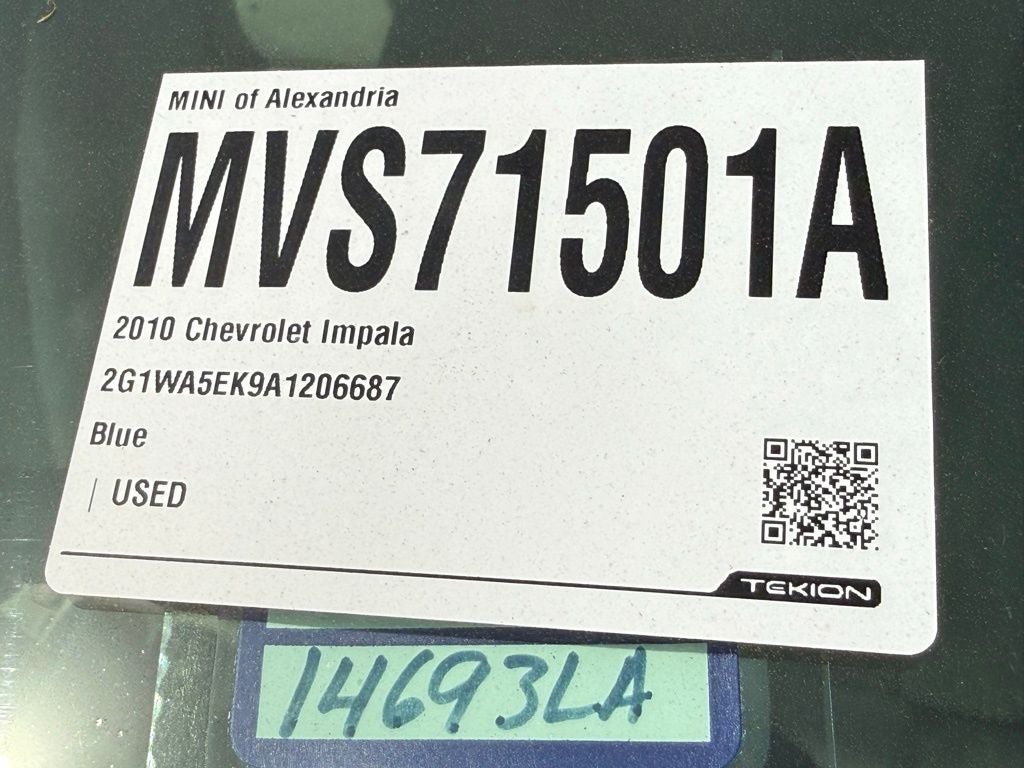 MINI of Alexandria
MVS71501A
2010 Chevrolet Impala
2G1WA5EK9A1206687
Blue
| USED
TEKION
14693LA